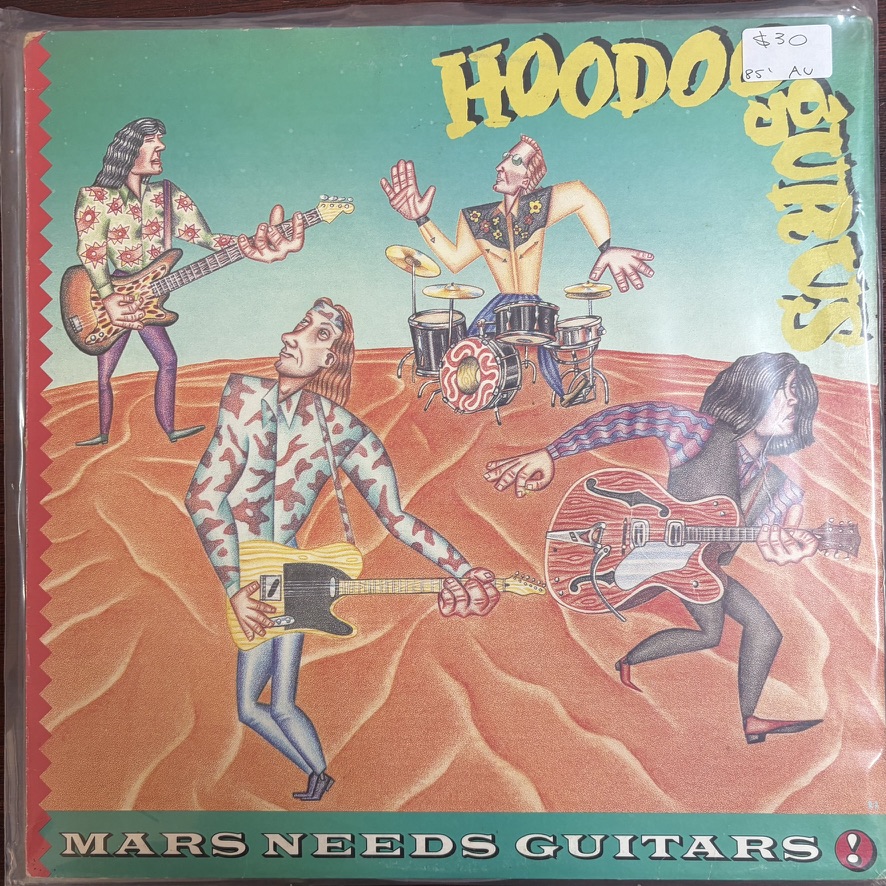 HOODOO
GURUS
$30
85' AU
MARS NEEDS GUITARS!